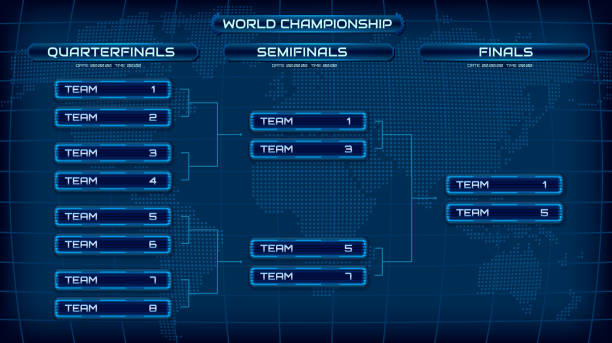 WORLD CHAMPIONSHIP
QUARTERFINALS
DATE 00.00.00 TIME 00:00
TEAM 1
TEAM 2
TEAM 3
TEAM 4
TEAM 5
TEAM 6
TEAM 7
TEAM 8
SEMIFINALS
DATE 00.00.00 TIME 00:00
TEAM 1
TEAM 3
TEAM 5
TEAM 7
FINALS
DATE 00.00.00 TIME 00:00
TEAM 1
TEAM 5